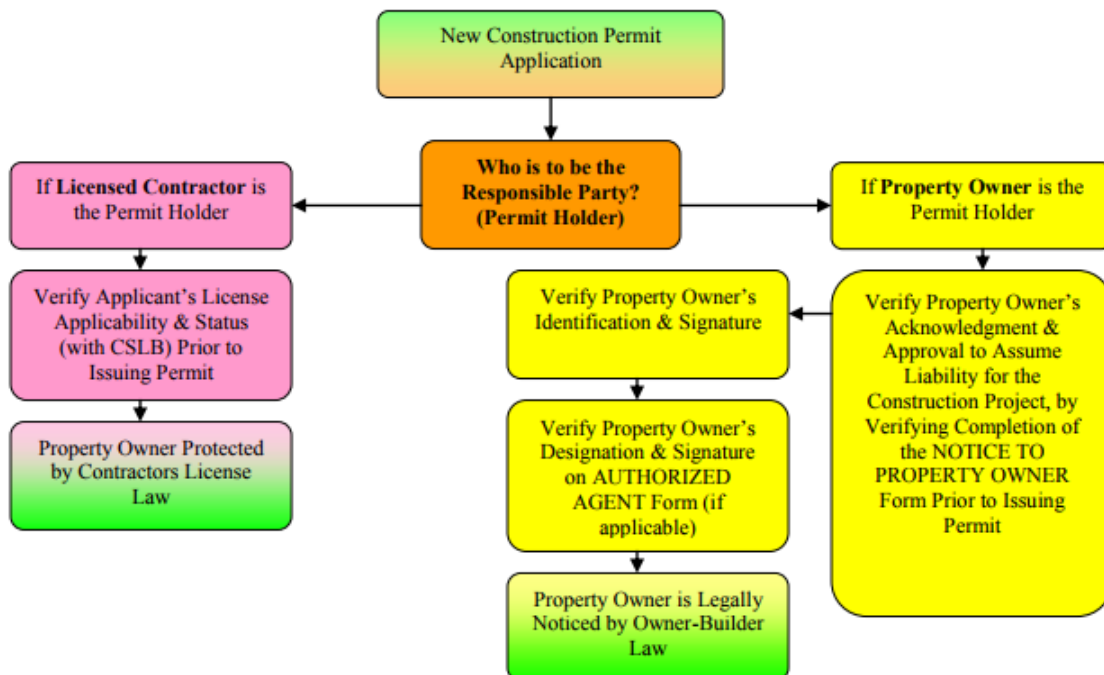 New Construction Permit
Application
Who is to be the
Responsible Party?
(Permit Holder)
If Licensed Contractor is
the Permit Holder
Verify Applicant's License
Applicability & Status
(with CSLB) Prior to
Issuing Permit
Property Owner Protected
by Contractors License
Law
If Property Owner is the
Permit Holder
Verify Property Owner's
Acknowledgment &
Approval to Assume
Liability for the
Construction Project, by
Verifying Completion of
the NOTICE TO
PROPERTY OWNER
Form Prior to Issuing
Permit
Verify Property Owner's
Identification & Signature
Verify Property Owner's
Designation & Signature
on AUTHORIZED
AGENT Form (if
applicable)
Property Owner is Legally
Noticed by Owner-Builder
Law